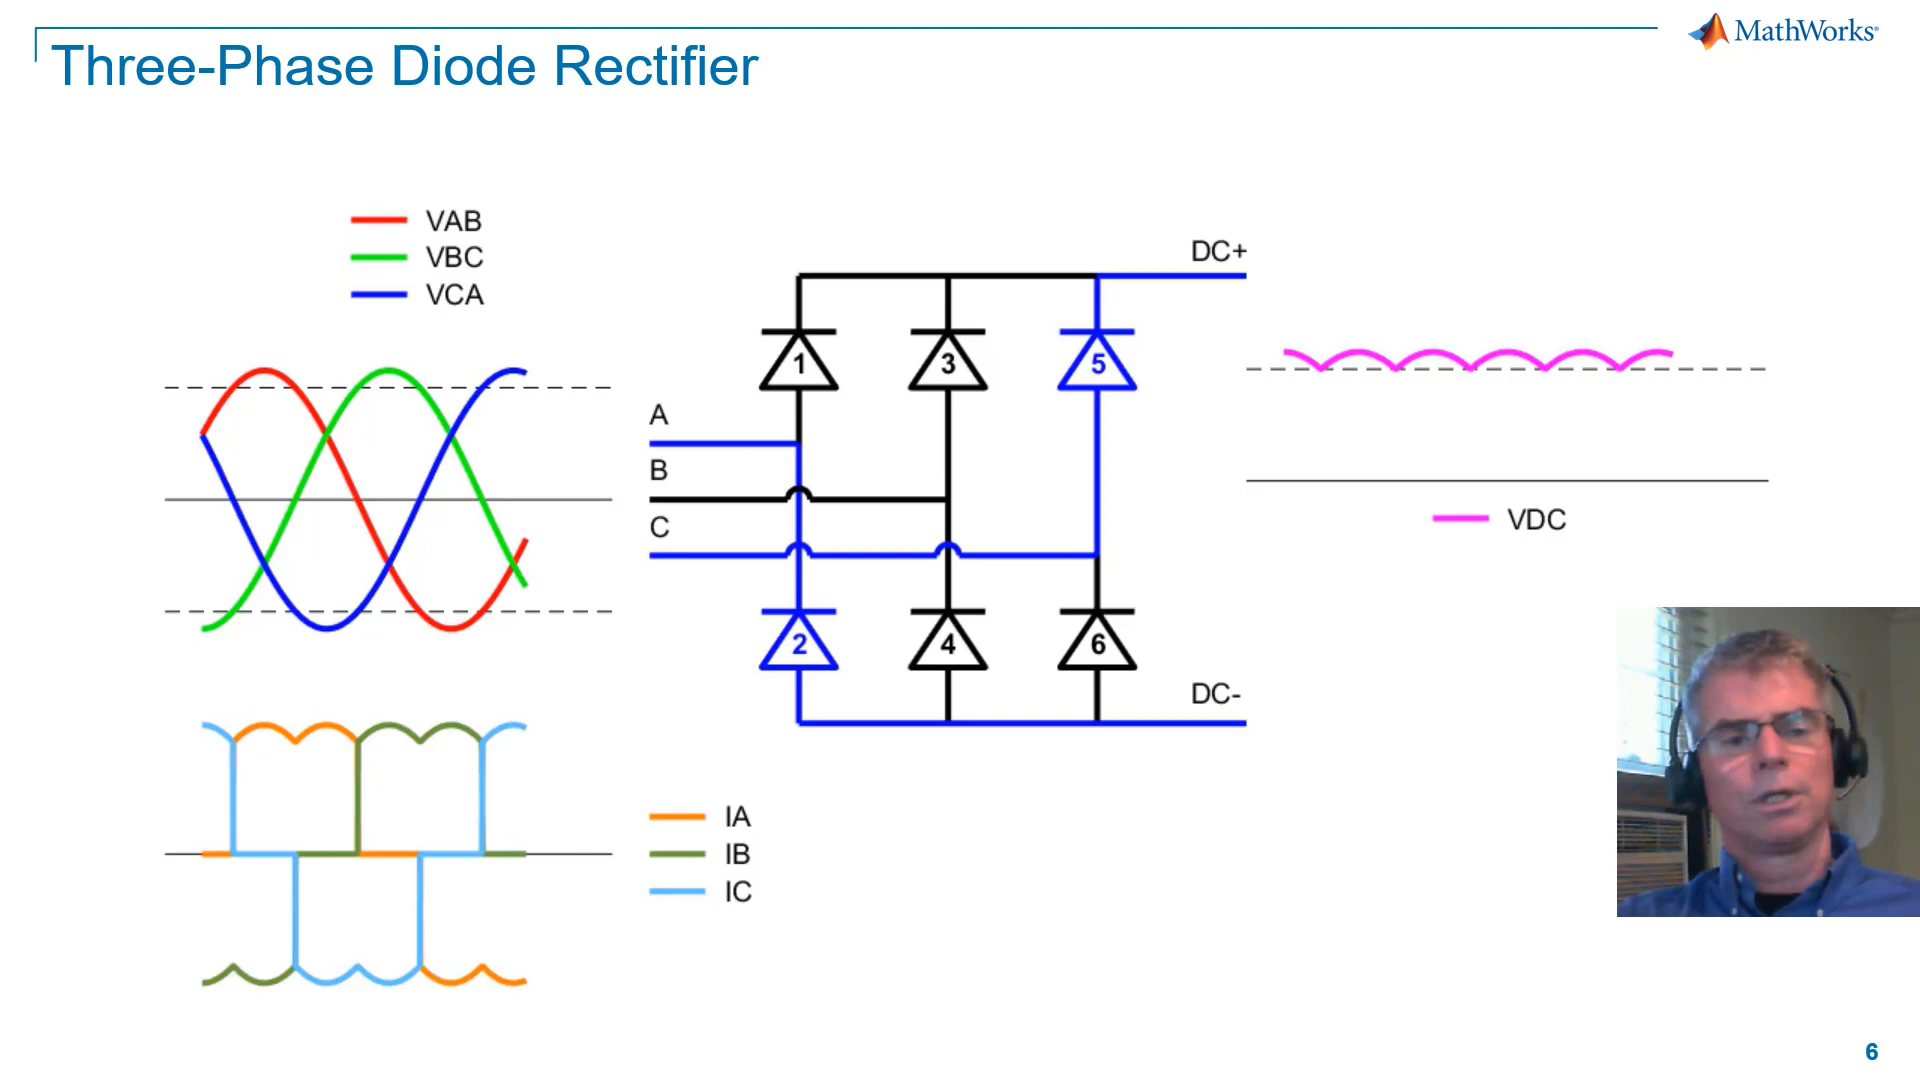 MathWorks®
Three-Phase Diode Rectifier
VAB
VBC
VCA
DC+
1
3
5
A
B
C
VDC
2
4
6
DC-
IA
IB
IC
6